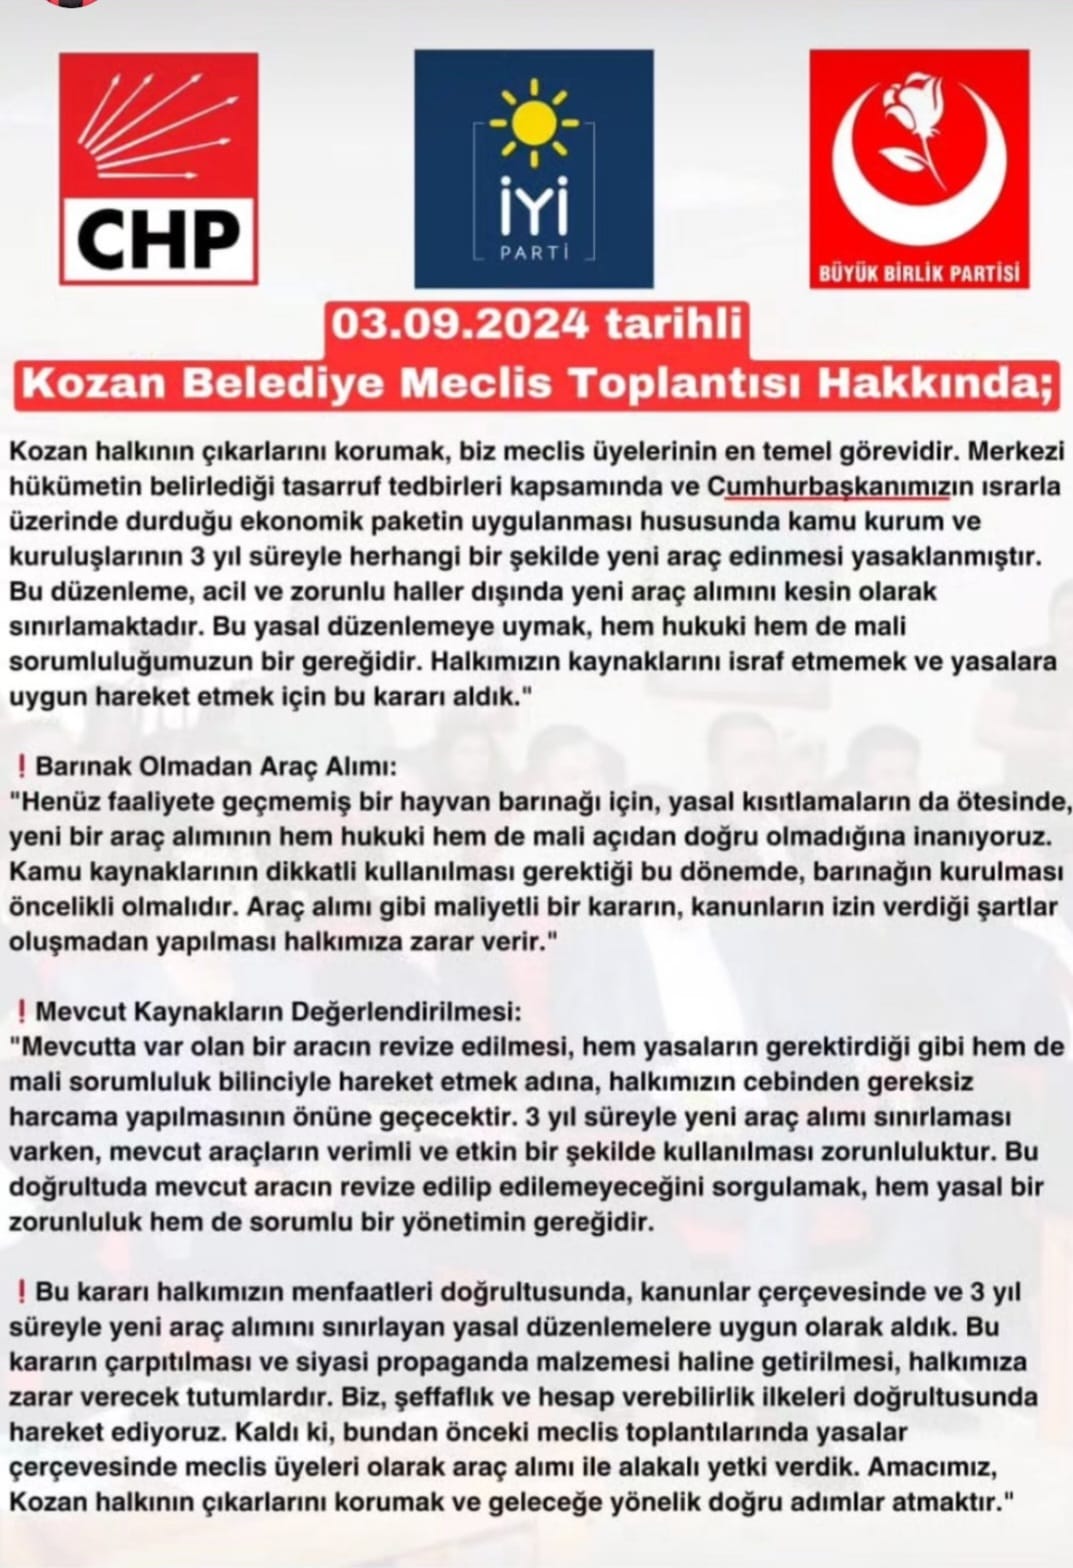 CHP
İYİ
PARTİ
BÜYÜK BİRLİK PARTİSİ
03.09.2024 tarihli
Kozan Belediye Meclis Toplantısı Hakkında;
Kozan halkının çıkarlarını korumak, biz meclis üyelerinin en temel görevidir. Merkezi
hükümetin belirlediği tasarruf tedbirleri kapsamında ve Cumhurbaşkanımızın ısrarla
üzerinde durduğu ekonomik paketin uygulanması hususunda kamu kurum ve
kuruluşlarının 3 yıl süreyle herhangi bir şekilde yeni araç edinmesi yasaklanmıştır.
Bu düzenleme, acil ve zorunlu haller dışında yeni araç alımını kesin olarak
sınırlamaktadır. Bu yasal düzenlemeye uymak, hem hukuki hem de mali
sorumluluğumuzun bir gereğidir. Halkımızın kaynaklarını israf etmemek ve yasalara
uygun hareket etmek için bu kararı aldık."
❗Barınak Olmadan Araç Alımı:
"Henüz faaliyete geçmemiş bir hayvan barınağı için, yasal kısıtlamaların da ötesinde,
yeni bir araç alımının hem hukuki hem de mali açıdan doğru olmadığına inanıyoruz.
Kamu kaynaklarının dikkatli kullanılması gerektiği bu dönemde, barınağın kurulması
öncelikli olmalıdır. Araç alımı gibi maliyetli bir kararın, kanunların izin verdiği şartlar
oluşmadan yapılması halkımıza zarar verir."
❗Mevcut Kaynakların Değerlendirilmesi:
"Mevcutta var olan bir aracın revize edilmesi, hem yasaların gerektirdiği gibi hem de
mali sorumluluk bilinciyle hareket etmek adına, halkımızın cebinden gereksiz
harcama yapılmasının önüne geçecektir. 3 yıl süreyle yeni araç alımı sınırlaması
varken, mevcut araçların verimli ve etkin bir şekilde kullanılması zorunluluktur. Bu
doğrultuda mevcut aracın revize edilip edilemeyeceğini sorgulamak, hem yasal bir
zorunluluk hem de sorumlu bir yönetimin gereğidir.
❗Bu kararı halkımızın menfaatleri doğrultusunda, kanunlar çerçevesinde ve 3 yıl
süreyle yeni araç alımını sınırlayan yasal düzenlemelere uygun olarak aldık. Bu
kararın çarpıtılması ve siyasi propaganda malzemesi haline getirilmesi, halkımıza
zarar verecek tutumlardır. Biz, şeffaflık ve hesap verebilirlik ilkeleri doğrultusunda
hareket ediyoruz. Kaldı ki, bundan önceki meclis toplantılarında yasalar
çerçevesinde meclis üyeleri olarak araç alımı ile alakalı yetki verdik. Amacımız,
Kozan halkının çıkarlarını korumak ve geleceğe yönelik doğru adımlar atmaktır."